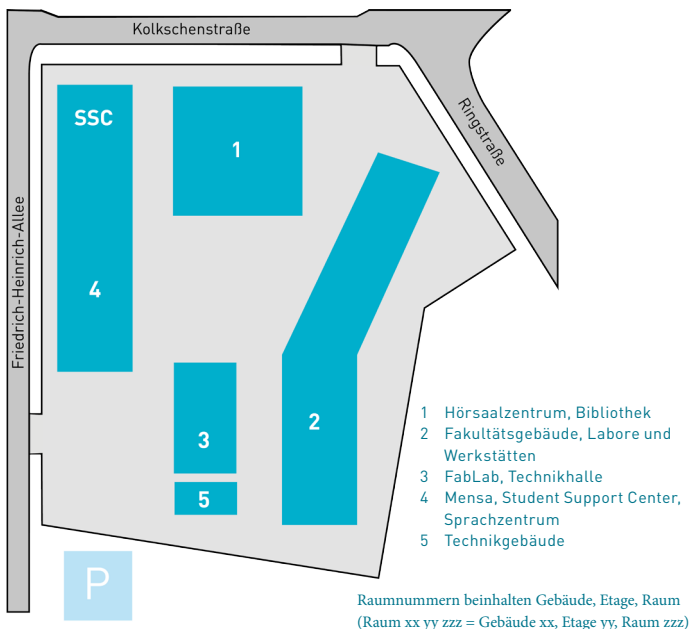 Kolkschenstraße
Ringstraße
Friedrich-Heinrich-Allee
SSC
1
4
2
3
5
P
1 Hörsaalzentrum, Bibliothek
2 Fakultätsgebäude, Labore und
Werkstätten
3 FabLab, Technikhalle
4 Mensa, Student Support Center,
Sprachzentrum
5 Technikgebäude
Raumnummern beinhalten Gebäude, Etage, Raum
(Raum xx yy zzz = Gebäude xx, Etage yy, Raum zzz)